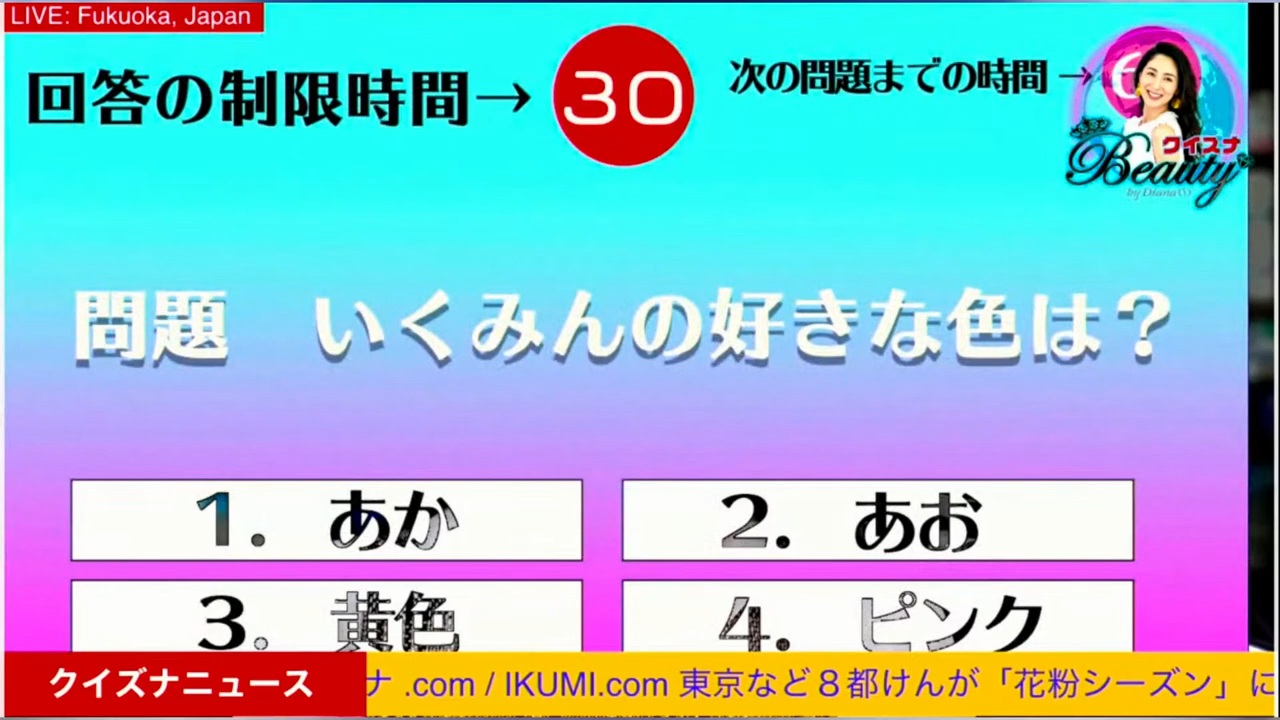 LIVE: Fukuoka, Japan
回答の制限時間→ 30
次の問題までの時間 →
クイズナ
Beauty
by Diana
問題 いくみんの好きな色は？
1. あか
2. あお
3. 黄色
4. ピンク
クイズナニュース
ナ .com / IKUMI.com 東京など８都けんが「花粉シーズン」に